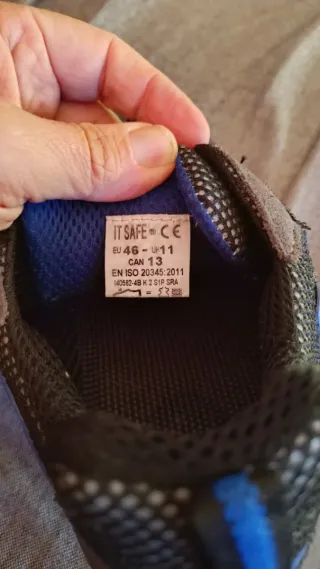 IT SAFE® CE
EU 46 - UK 11
CAN 13
EN ISO 20345:2011